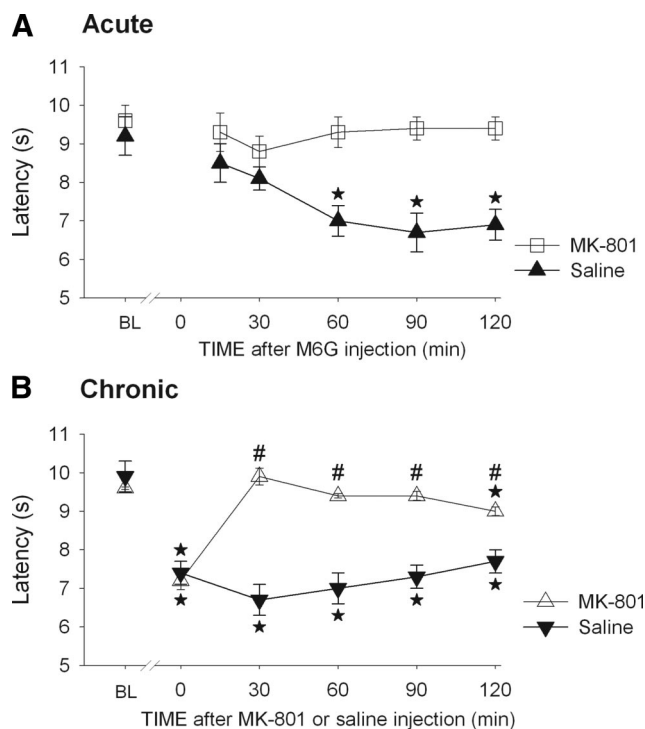 A Acute
11
10
9
8
7
6
5
Latency (s)
★ ★ ★
MK-801
Saline
BL 0 30 60 90 120
TIME after M6G injection (min)
B Chronic
11
10
9
8
7
6
5
Latency (s)
# # # #
MK-801
Saline
BL 0 30 60 90 120
TIME after MK-801 or saline injection (min)